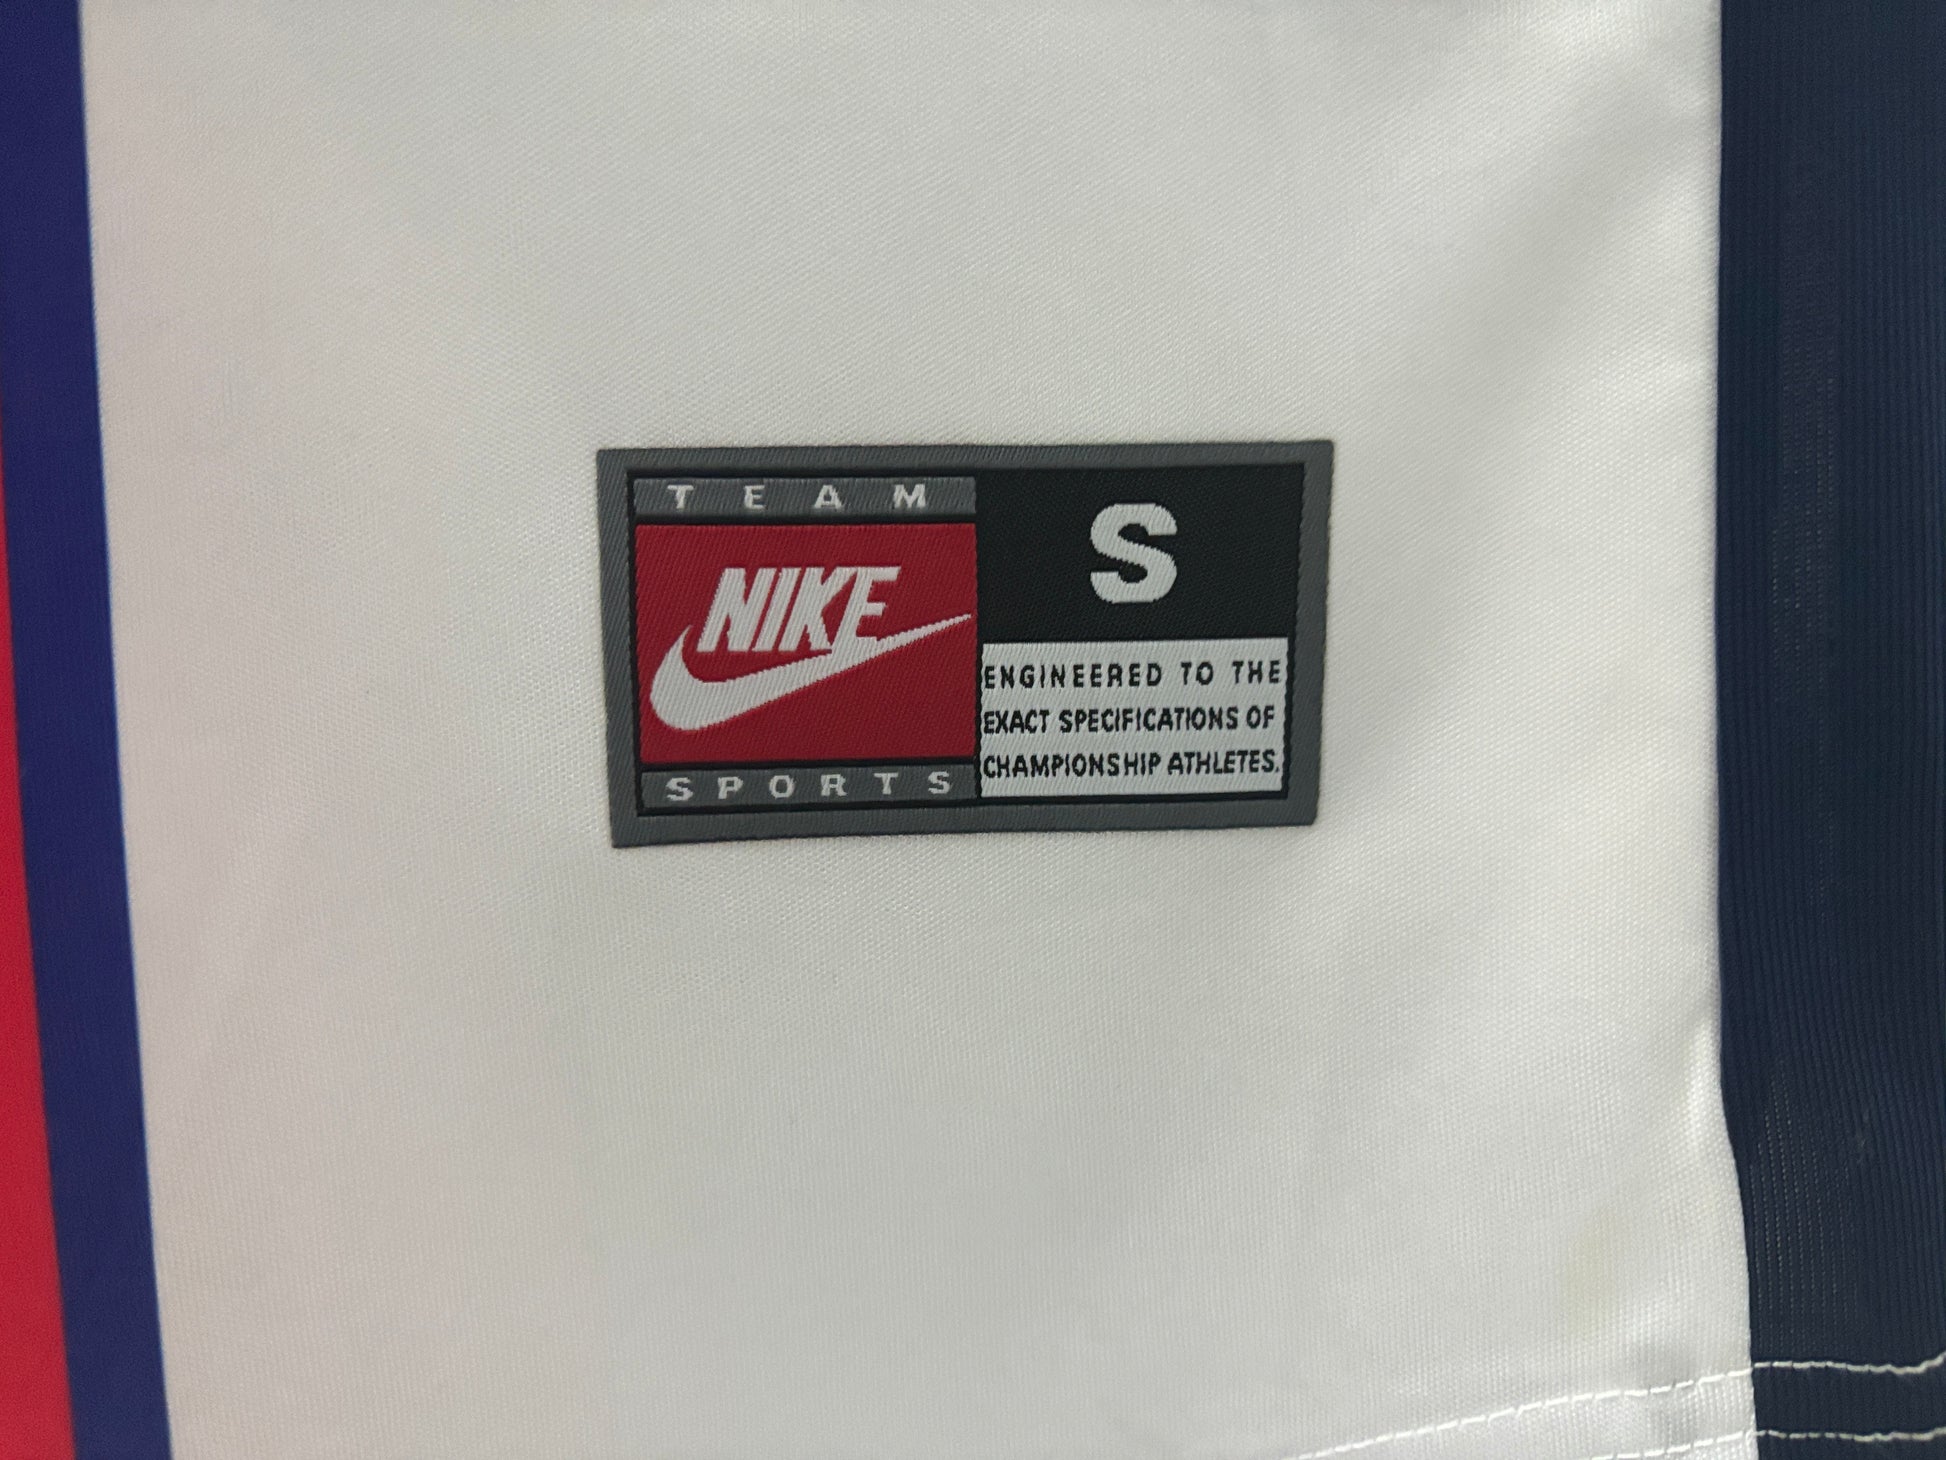 TEAM
NIKE
SPORTS
S
ENGINEERED TO THE
EXACT SPECIFICATIONS OF
CHAMPIONSHIP ATHLETES.